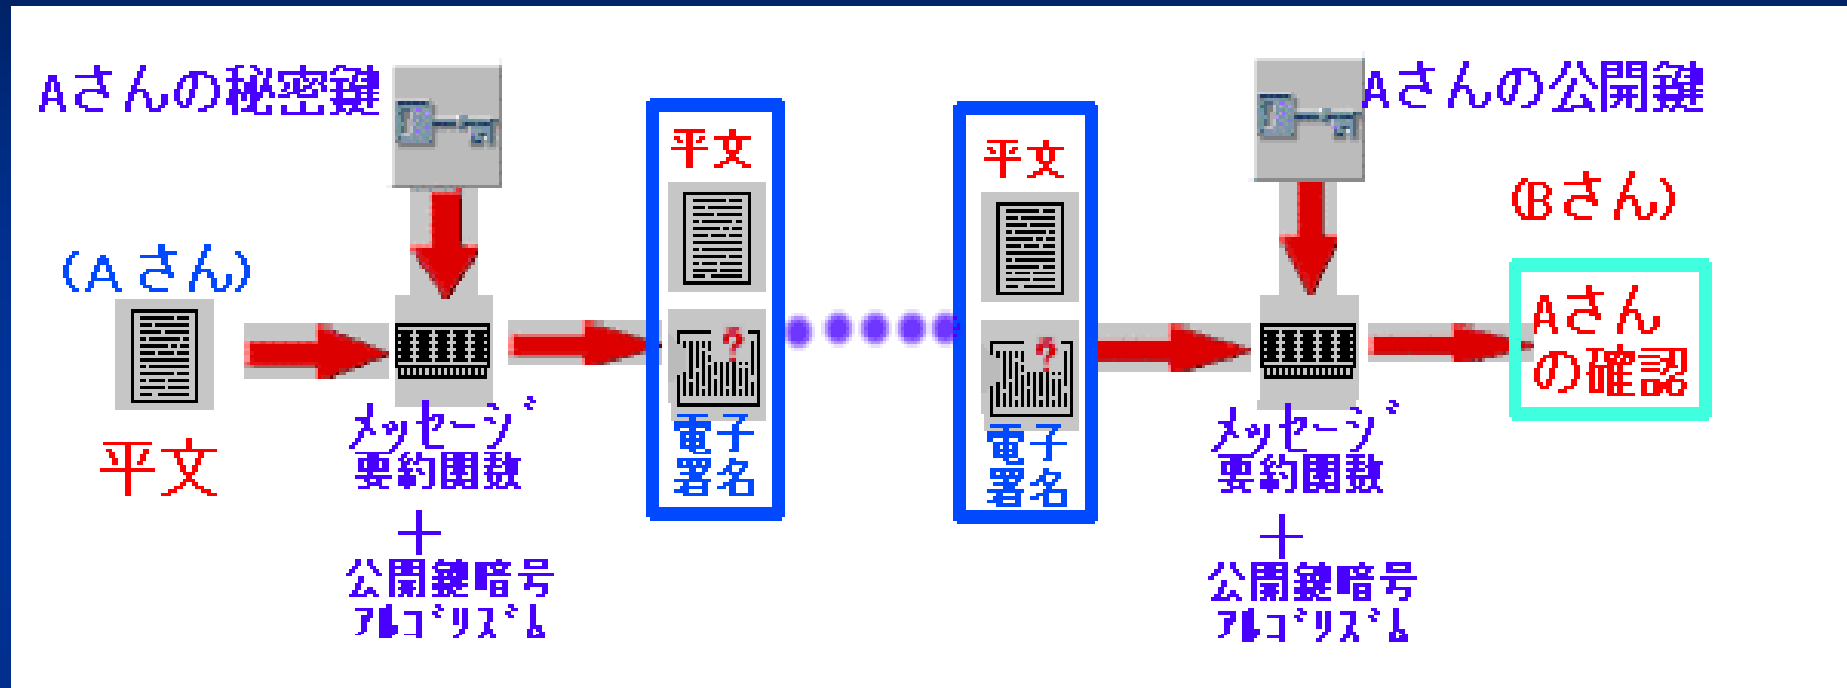 Aさんの秘密鍵
(Aさん)
平文
メッセージ
要約関数
+
公開鍵暗号
アルゴリズム
平文
?
電子
署名
平文
?
電子
署名
Aさんの公開鍵
メッセージ
要約関数
+
公開鍵暗号
アルゴリズム
(Bさん)
Aさん
の確認